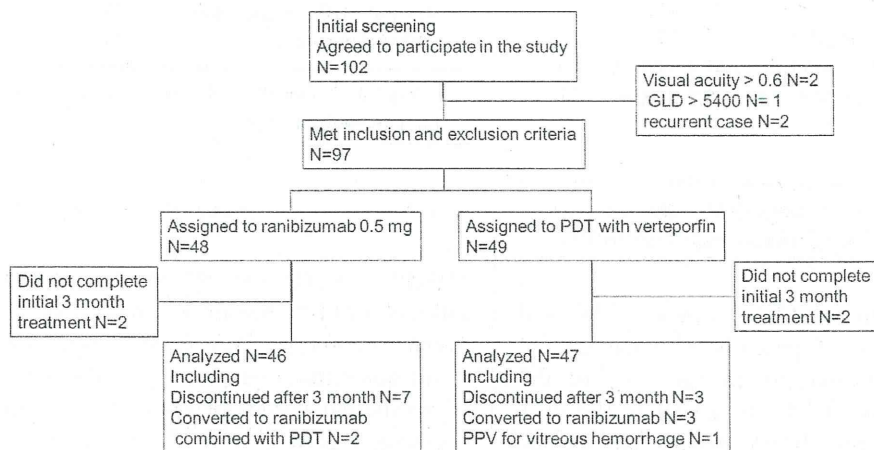 Initial screening
Agreed to participate in the study
N=102
Visual acuity > 0.6 N=2
GLD > 5400 N= 1
recurrent case N=2
Met inclusion and exclusion criteria
N=97
Assigned to ranibizumab 0.5 mg
N=48
Assigned to PDT with verteporfin
N=49
Did not complete
initial 3 month
treatment N=2
Did not complete
initial 3 month
treatment N=2
Analyzed N=46
Including
Discontinued after 3 month N=7
Converted to ranibizumab
combined with PDT N=2
Analyzed N=47
Including
Discontinued after 3 month N=3
Converted to ranibizumab N=3
PPV for vitreous hemorrhage N=1